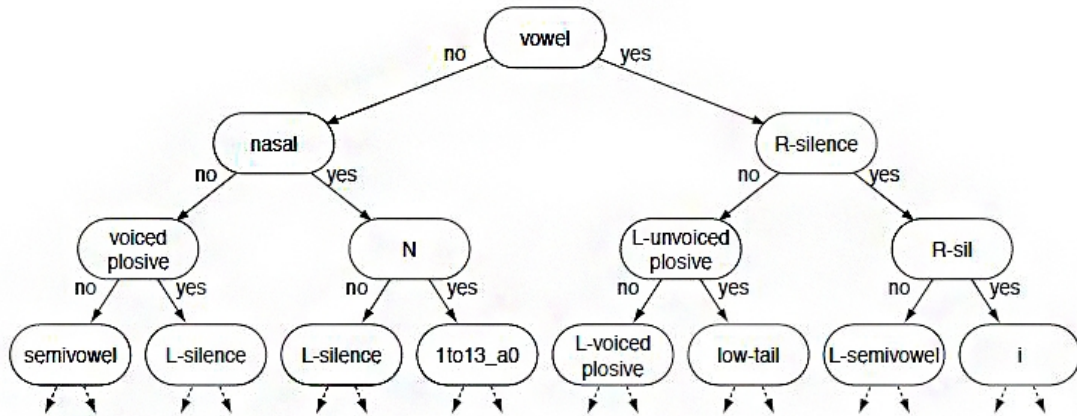 vowel
no yes
nasal R-silence
no yes no yes
voiced
plosive
N
L-unvoiced
plosive
R-sil
no yes no yes no yes no yes
semivowel L-silence L-silence 1to13_a0
L-voiced
plosive
low-tail L-semivowel i